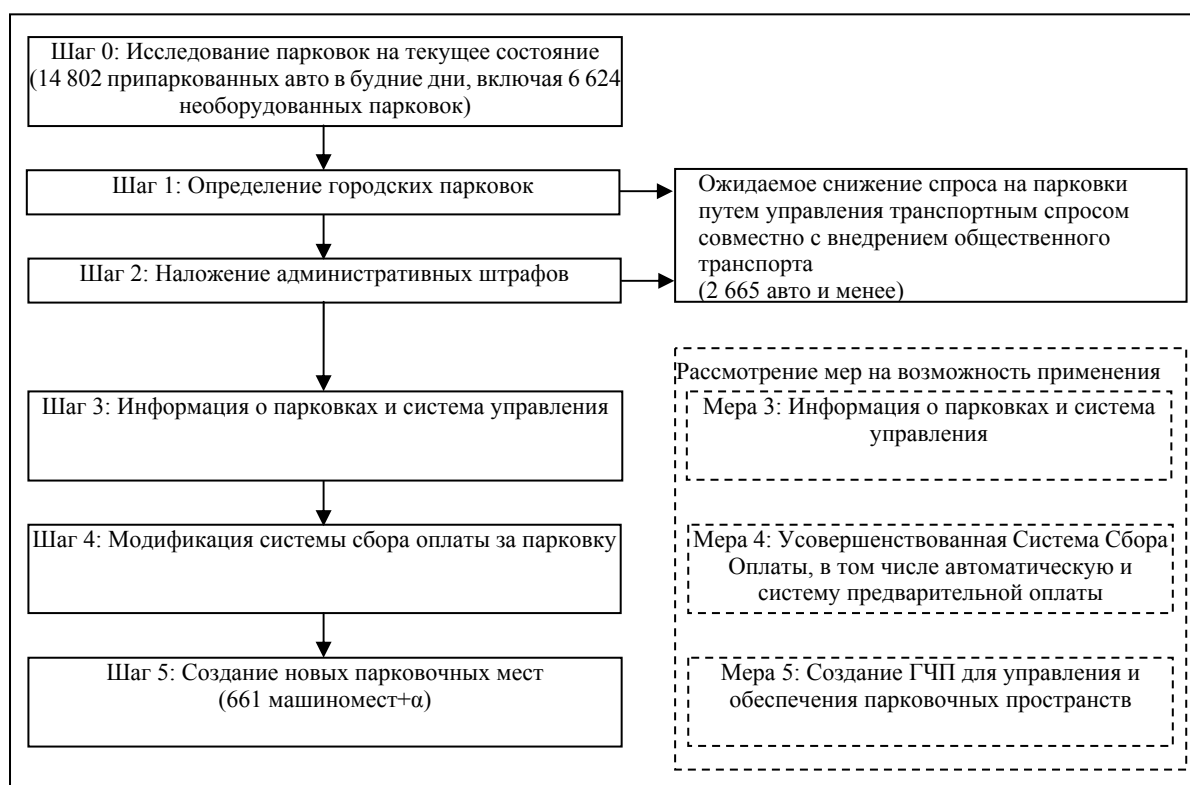 Шаг 0: Исследование парковок на текущее состояние
(14 802 припаркованных авто в будние дни, включая 6 624
необорудованных парковок)
Шаг 1: Определение городских парковок
Шаг 2: Наложение административных штрафов
Ожидаемое снижение спроса на парковки
путем управления транспортным спросом
совместно с внедрением общественного
транспорта
(2 665 авто и менее)
Шаг 3: Информация о парковках и система управления
Шаг 4: Модификация системы сбора оплаты за парковку
Шаг 5: Создание новых парковочных мест
(661 машиномест+α)
Рассмотрение мер на возможность применения
Мера 3: Информация о парковках и система
управления
Мера 4: Усовершенствованная Система Сбора
Оплаты, в том числе автоматическую и
систему предварительной оплаты
Мера 5: Создание ГЧП для управления и
обеспечения парковочных пространств